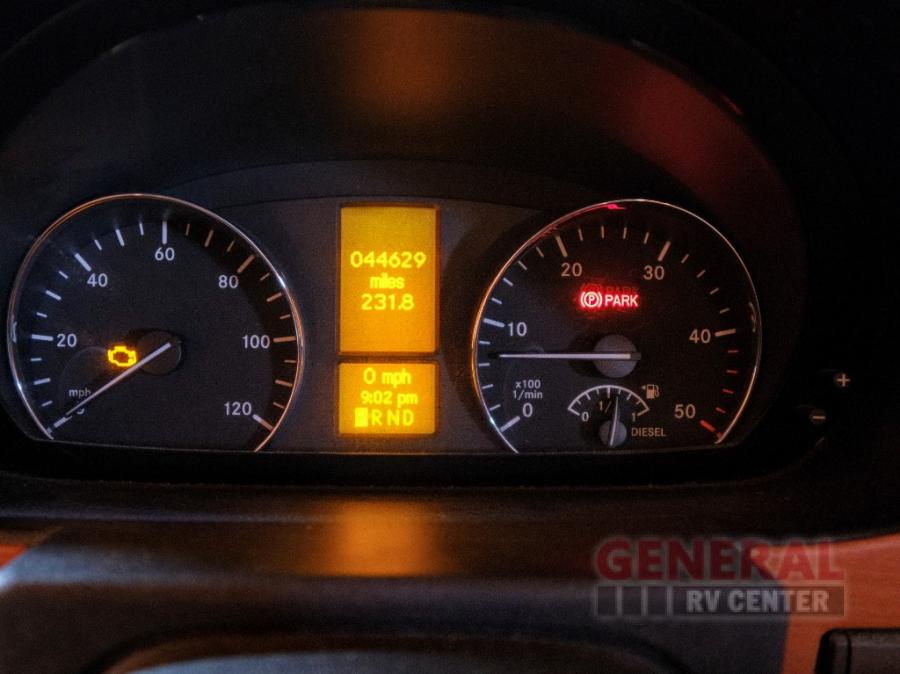 20
40
60
80
100
120
mph
044629
miles
231.8
0 mph
9:02 pm
RND
0
10
20
30
40
50
x100
1/min
(P) PARK
0 1/ 1
DIESEL
+
-
GENERAL
RV CENTER